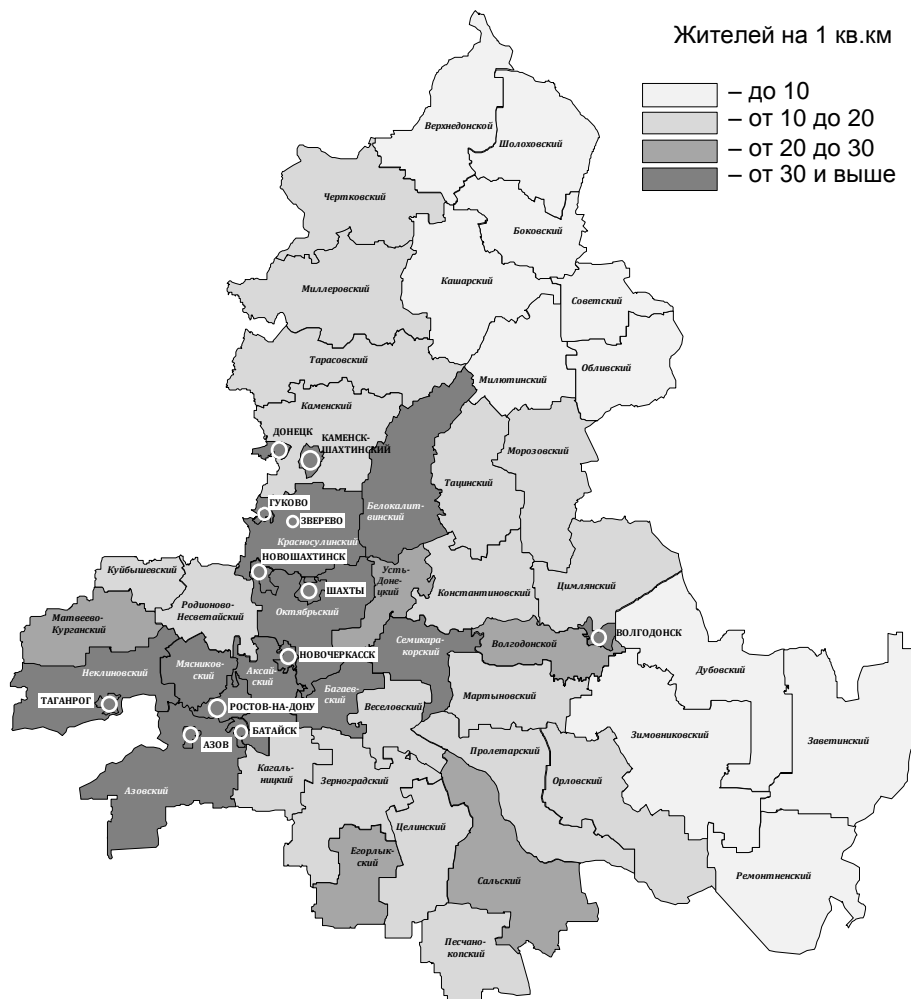 Жителей на 1 кв.км
– до 10
– от 10 до 20
– от 20 до 30
– от 30 и выше
Верхнедонской
Шолоховский
Чертковский
Боковский
Кашарский
Миллеровский
Советский
Тарасовский
Милютинский
Обливский
Каменский
ДОНЕЦК
КАМЕНСК-
ШАХТИНСКИЙ
Морозовский
Тацинский
Белокалит-
винский
ГУКОВО
ЗВЕРЕВО
Красносулинский
НОВОШАХТИНСК
Куйбышевский
Усть-
Донец-
кий
ШАХТЫ
Константиновский
Цимлянский
Родионово-
Несветайский
Октябрьский
Матвеево-
Курганский
ВОЛГОДОНСК
Семикара-
корский
Волгодонской
НОВОЧЕРКАССК
Неклиновский
Мясников-
ский
Аксай-
ский
Дубовский
Багаев-
ский
Мартыновский
ТАГАНРОГ
РОСТОВ-НА-ДОНУ
Веселовский
БАТАЙСК
Зимовниковский
Заветинский
АЗОВ
Пролетарский
Кагаль-
ницкий
Зерноградский
Орловский
Азовский
Целинский
Егорлык-
ский
Сальский
Ремонтненский
Песчано-
копский